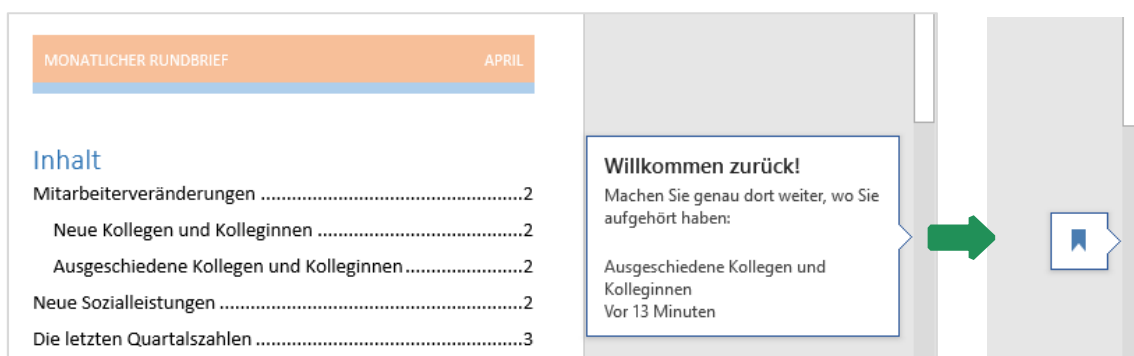 MONATLICHER RUNDBRIEF APRIL
Inhalt
Mitarbeiterveränderungen ....................................................2
Neue Kollegen und Kolleginnen ........................................2
Ausgeschiedene Kollegen und Kolleginnen.......................2
Neue Sozialleistungen ...........................................................2
Die letzten Quartalszahlen ....................................................3
Willkommen zurück!
Machen Sie genau dort weiter, wo Sie
aufgehört haben:
Ausgeschiedene Kollegen und
Kolleginnen
Vor 13 Minuten